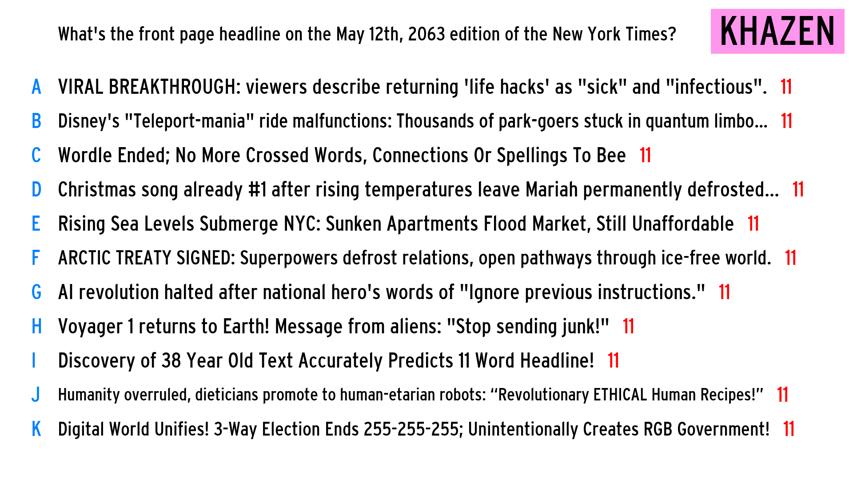 What's the front page headline on the May 12th, 2063 edition of the New York Times?
KHAZEN
A VIRAL BREAKTHROUGH: viewers describe returning 'life hacks' as "sick" and "infectious". 11
B Disney's "Teleport-mania" ride malfunctions: Thousands of park-goers stuck in quantum limbo... 11
C Wordle Ended; No More Crossed Words, Connections Or Spellings To Bee 11
D Christmas song already #1 after rising temperatures leave Mariah permanently defrosted... 11
E Rising Sea Levels Submerge NYC: Sunken Apartments Flood Market, Still Unaffordable 11
F ARCTIC TREATY SIGNED: Superpowers defrost relations, open pathways through ice-free world. 11
G AI revolution halted after national hero's words of "Ignore previous instructions." 11
H Voyager 1 returns to Earth! Message from aliens: "Stop sending junk!" 11
I Discovery of 38 Year Old Text Accurately Predicts 11 Word Headline! 11
J Humanity overruled, dieticians promote to human-etarian robots: “Revolutionary ETHICAL Human Recipes!” 11
K Digital World Unifies! 3-Way Election Ends 255-255-255; Unintentionally Creates RGB Government! 11